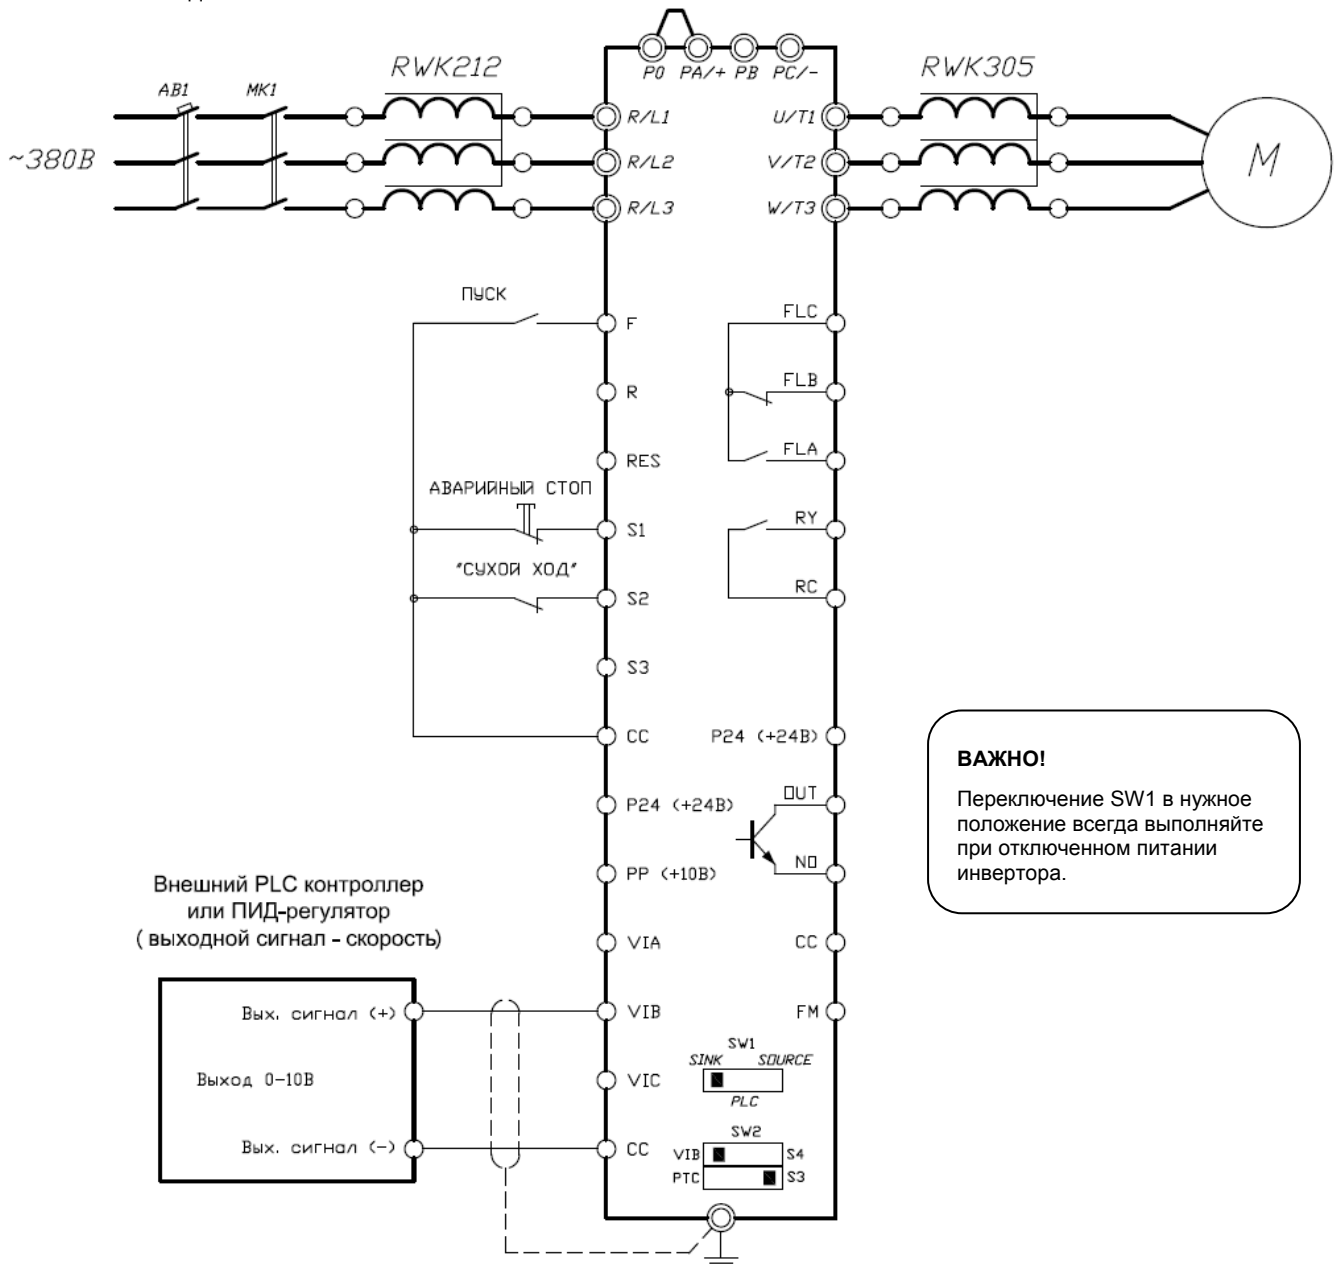 P0 PA/+ PB PC/-
RWK212
RWK305
АВ1
МК1
~380В
R/L1
R/L2
R/L3
U/T1
V/T2
W/T3
М
ПУСК
F
R
RES
АВАРИЙНЫЙ СТОП
S1
"СУХОЙ ХОД"
S2
S3
CC
P24 (+24В)
PP (+10В)
VIA
VIB
VIC
CC
FLC
FLB
FLA
RY
RC
P24 (+24В)
OUT
NO
CC
FM
SW1
SINK SOURCE
PLC
SW2
VIB S4
PTC S3
Внешний PLC контроллер
или ПИД-регулятор
( выходной сигнал - скорость)
Вых. сигнал (+)
Выход 0-10В
Вых. сигнал (-)
ВАЖНО!
Переключение SW1 в нужное
положение всегда выполняйте
при отключенном питании
инвертора.